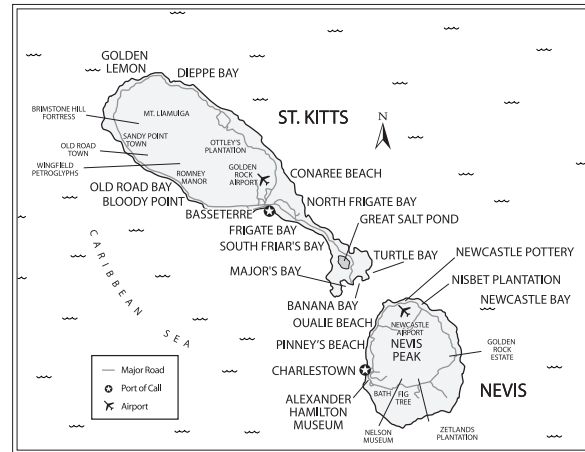 GOLDEN
LEMON
DIEPPE BAY
BRIMSTONE HILL
FORTRESS
MT. LIAMUIGA
ST. KITTS
N
SANDY POINT
TOWN
OTTLEY'S
PLANTATION
OLD ROAD
TOWN
WINGFIELD
PETROGLYPHS
GOLDEN
ROCK
AIRPORT
CONAREE BEACH
ROMNEY
MANOR
OLD ROAD BAY
BLOODY POINT
BASSETERRE
NORTH FRIGATE BAY
GREAT SALT POND
FRIGATE BAY
SOUTH FRIAR'S BAY
TURTLE BAY
MAJOR'S BAY
BANANA BAY
NEWCASTLE POTTERY
NISBET PLANTATION
NEWCASTLE BAY
OUALIE BEACH
NEWCASTLE
AIRPORT
PINNEY'S BEACH
NEVIS
PEAK
GOLDEN
ROCK
ESTATE
CHARLESTOWN
NEVIS
ALEXANDER
HAMILTON
MUSEUM
BATH
FIG
TREE
NELSON
MUSEUM
ZETLANDS
PLANTATION
CARIBBEAN SEA
Major Road
Port of Call
Airport